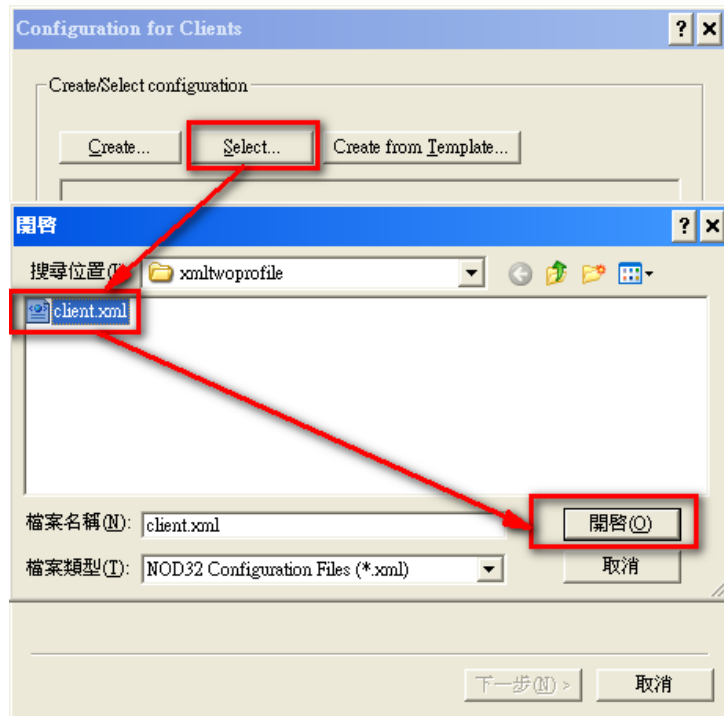 Configuration for Clients
Create/Select configuration
Create... Select... Create from Template...
開啓
搜尋位置(I): xmltwoprofile
client.xml
檔案名稱(N): client.xml 開啓(O)
檔案類型(T): NOD32 Configuration Files (*.xml) 取消
下一步(N) > 取消